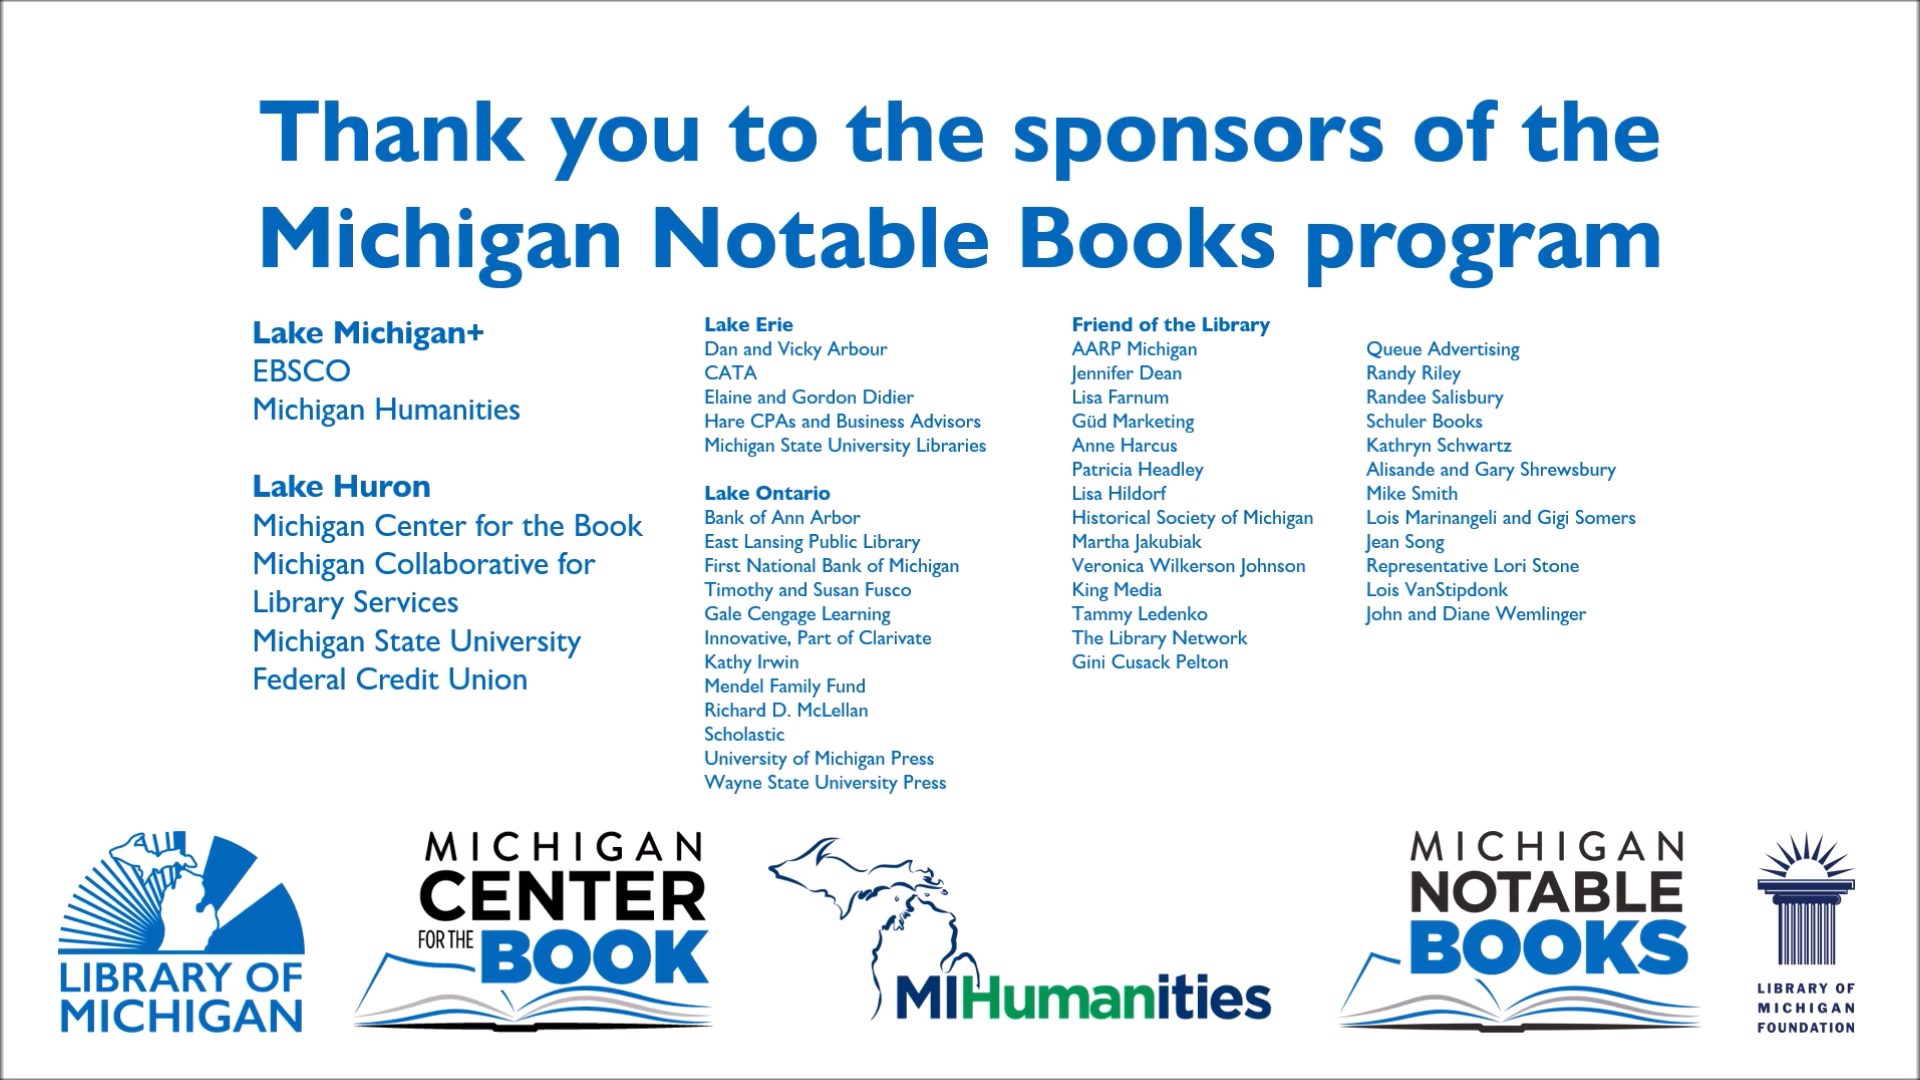 Thank you to the sponsors of the
Michigan Notable Books program
Lake Michigan+
EBSCO
Michigan Humanities
Lake Huron
Michigan Center for the Book
Michigan Collaborative for
Library Services
Michigan State University
Federal Credit Union
Lake Erie
Dan and Vicky Arbour
CATA
Elaine and Gordon Didier
Hare CPAs and Business Advisors
Michigan State University Libraries
Lake Ontario
Bank of Ann Arbor
East Lansing Public Library
First National Bank of Michigan
Timothy and Susan Fusco
Gale Cengage Learning
Innovative, Part of Clarivate
Kathy Irwin
Mendel Family Fund
Richard D. McLellan
Scholastic
University of Michigan Press
Wayne State University Press
Friend of the Library
AARP Michigan
Jennifer Dean
Lisa Farnum
Güd Marketing
Anne Harcus
Patricia Headley
Lisa Hildorf
Historical Society of Michigan
Martha Jakubiak
Veronica Wilkerson Johnson
King Media
Tammy Ledenko
The Library Network
Gini Cusack Pelton
Queue Advertising
Randy Riley
Randee Salisbury
Schuler Books
Kathryn Schwartz
Alisande and Gary Shrewsbury
Mike Smith
Lois Marinangeli and Gigi Somers
Jean Song
Representative Lori Stone
Lois VanStipdonk
John and Diane Wemlinger
LIBRARY OF
MICHIGAN
MICHIGAN
CENTER
FOR THE BOOK
MIHumanities
MICHIGAN
NOTABLE
BOOKS
LIBRARY OF
MICHIGAN
FOUNDATION